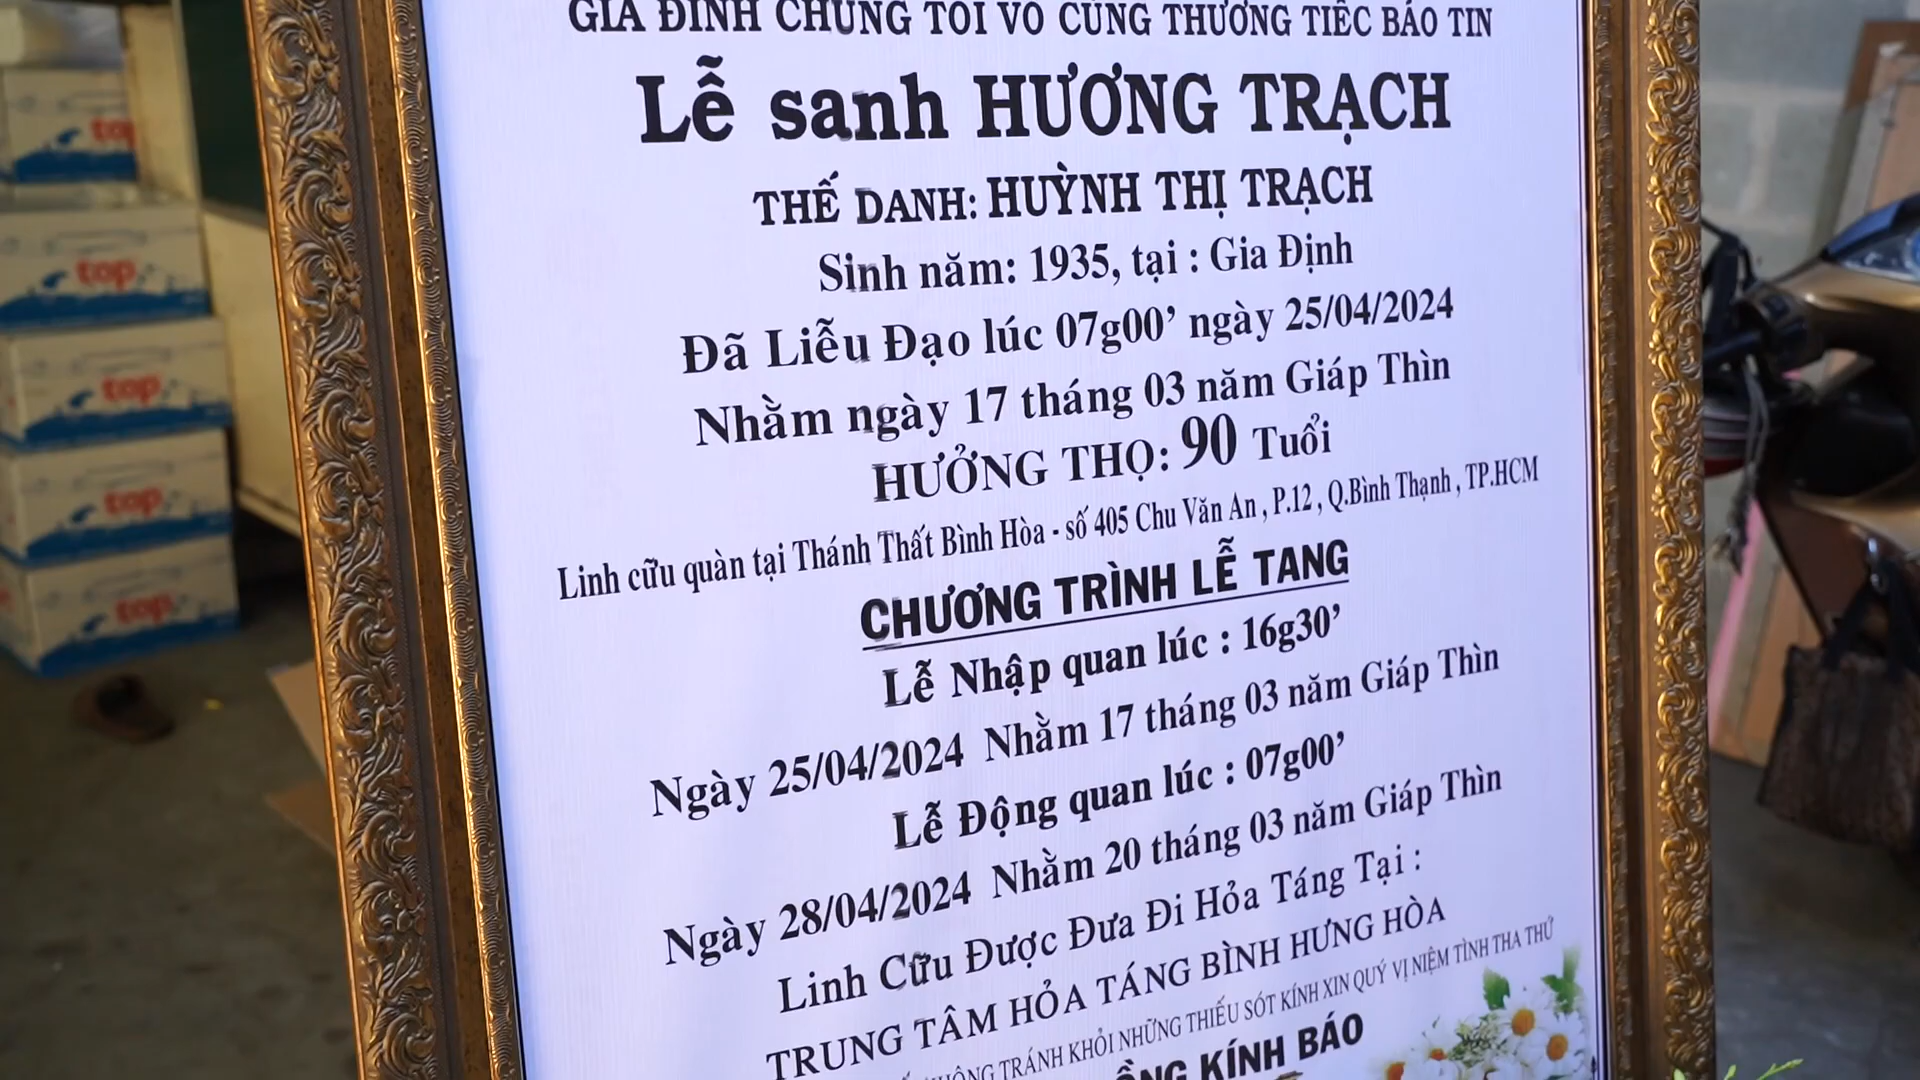 GIA ĐÌNH CHÚNG TÔI VÔ CÙNG THƯƠNG TIẾC BÁO TIN
Lễ sanh HƯƠNG TRẠCH
THẾ DANH: HUỲNH THỊ TRẠCH
Sinh năm: 1935, tại : Gia Định
Đã Liễu Đạo lúc 07g00’ ngày 25/04/2024
Nhằm ngày 17 tháng 03 năm Giáp Thìn
HƯỞNG THỌ: 90 Tuổi
Linh cữu quàn tại Thánh Thất Bình Hòa - số 405 Chu Văn An , P.12 , Q.Bình Thạnh , TP.HCM
CHƯƠNG TRÌNH LỄ TANG
Lễ Nhập quan lúc : 16g30’
Ngày 25/04/2024 Nhằm 17 tháng 03 năm Giáp Thìn
Lễ Động quan lúc : 07g00’
Ngày 28/04/2024 Nhằm 20 tháng 03 năm Giáp Thìn
Linh Cữu Được Đưa Đi Hỏa Táng Tại :
TRUNG TÂM HỎA TÁNG BÌNH HƯNG HÒA
KHÔNG TRÁNH KHỎI NHỮNG THIẾU SÓT KÍNH XIN QUÝ VỊ NIỆM TÌNH THA THỨ
KÍNH BÁO
top
top
top
top
top